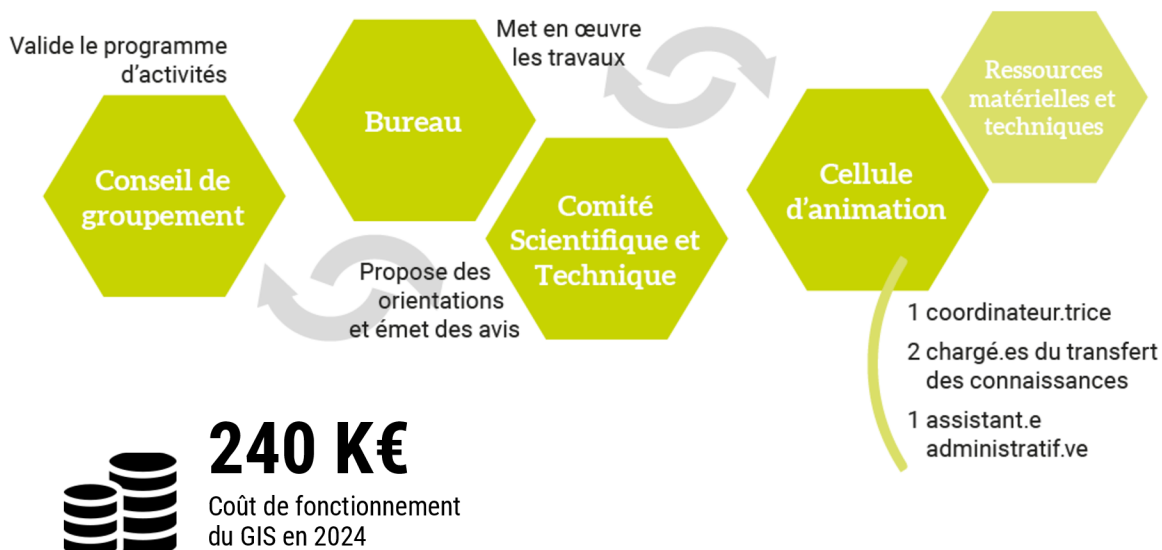 Valide le programme
d'activités
Conseil de
groupement
Bureau
Met en œuvre
les travaux
Propose des
orientations
et émet des avis
Comité
Scientifique et
Technique
Cellule
d'animation
Ressources
matérielles et
techniques
1 coordinateur.trice
2 chargé.es du transfert
des connaissances
1 assistant.e
administratif.ve
240 K€
Coût de fonctionnement
du GIS en 2024